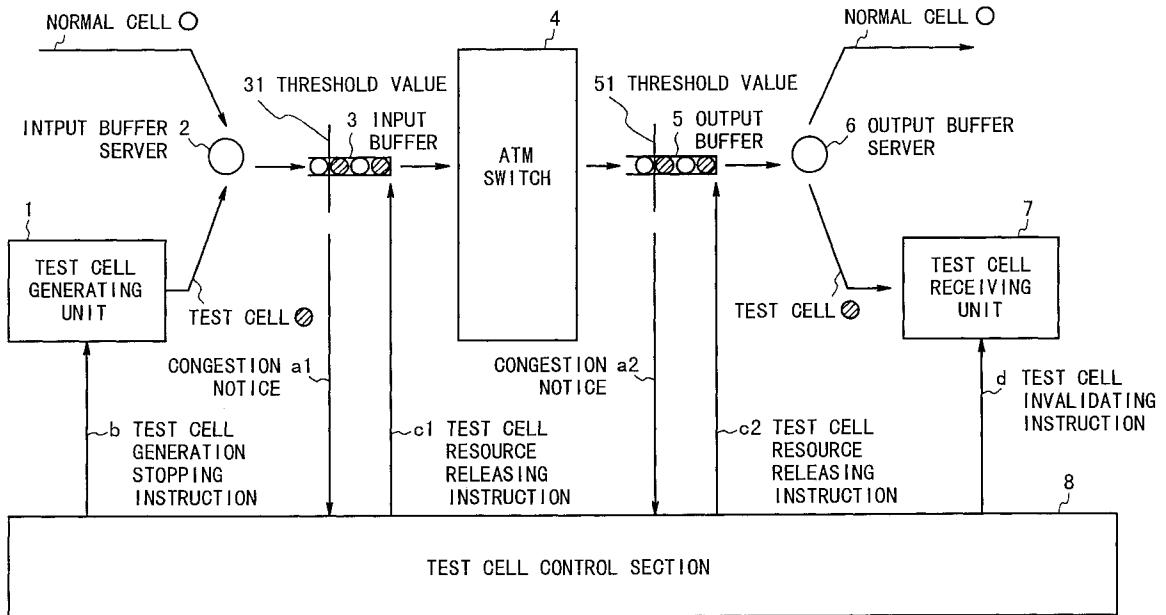 NORMAL CELL
4
NORMAL CELL
31 THRESHOLD VALUE
51 THRESHOLD VALUE
INTPUT BUFFER 2
SERVER
3 INPUT
BUFFER
ATM
SWITCH
5 OUTPUT
BUFFER
6 OUTPUT BUFFER
SERVER
1
7
TEST CELL
GENERATING
UNIT
TEST CELL
RECEIVING
UNIT
TEST CELL
TEST CELL
CONGESTION a1
NOTICE
CONGESTION a2
NOTICE
b TEST CELL
GENERATION
STOPPING
INSTRUCTION
c1 TEST CELL
RESOURCE
RELEASING
INSTRUCTION
c2 TEST CELL
RESOURCE
RELEASING
INSTRUCTION
d TEST CELL
INVALIDATING
INSTRUCTION
8
TEST CELL CONTROL SECTION